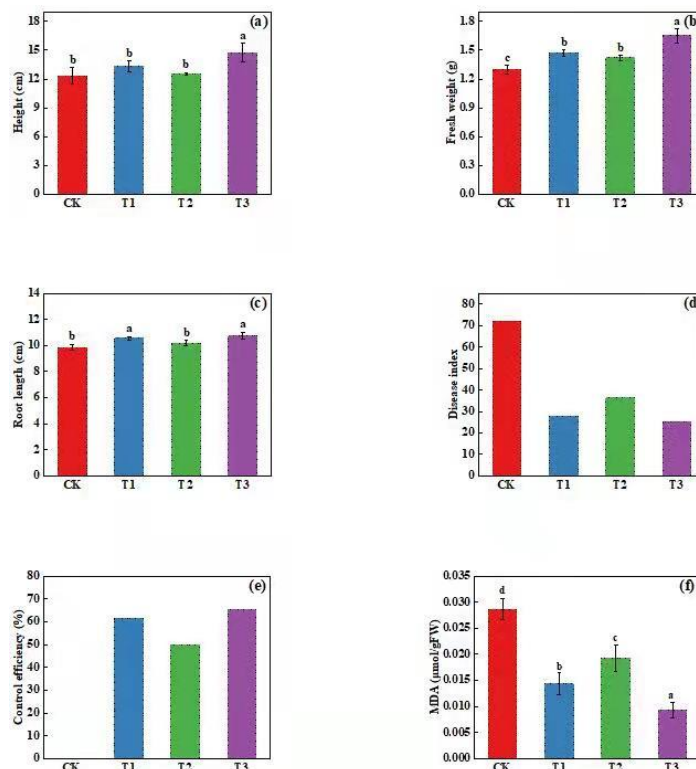 (a)
Height (cm)
18
15
12
9
6
3
0
b
b
b
a
CK T1 T2 T3
(b
Fresh weight (g)
1.8
1.5
1.2
0.9
0.6
0.3
0.0
c
b
b
a
CK T1 T2 T3
(c)
Root length (cm)
14
12
10
8
6
4
2
0
b
a
b
a
CK T1 T2 T3
(d
Disease index
80
70
60
50
40
30
20
10
0
CK T1 T2 T3
(e)
Control efficiency (%)
80
70
60
50
40
30
20
10
0
CK T1 T2 T3
(f)
MDA (μmol/gFW)
0.035
0.030
0.025
0.020
0.015
0.010
0.005
0.000
d
b
c
a
CK T1 T2 T3